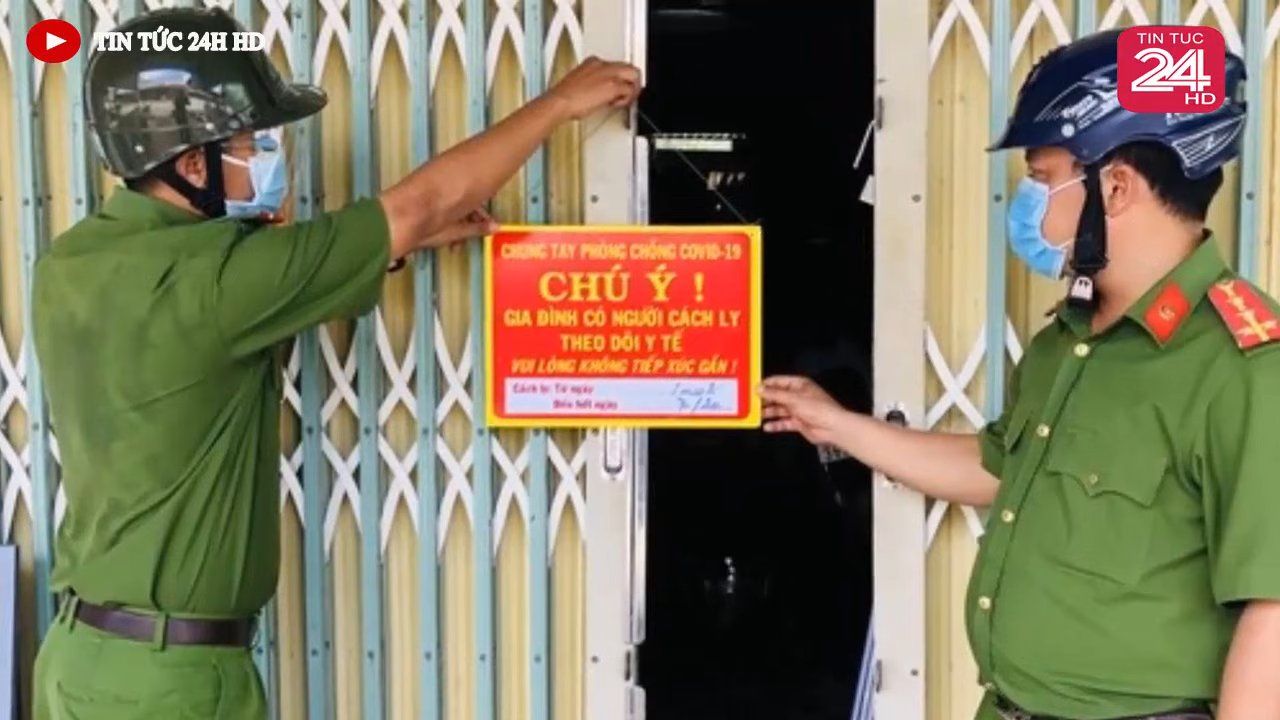 TIN TỨC 24H HD
TIN TUC
24
HD
CHUNG TAY PHÒNG CHỐNG COVID-19
CHÚ Ý !
GIA ĐÌNH CÓ NGƯỜI CÁCH LY
THEO DÕI Y TẾ
VUI LÒNG KHÔNG TIẾP XÚC GẦN !
Cách ly: Từ ngày
Đến hết ngày